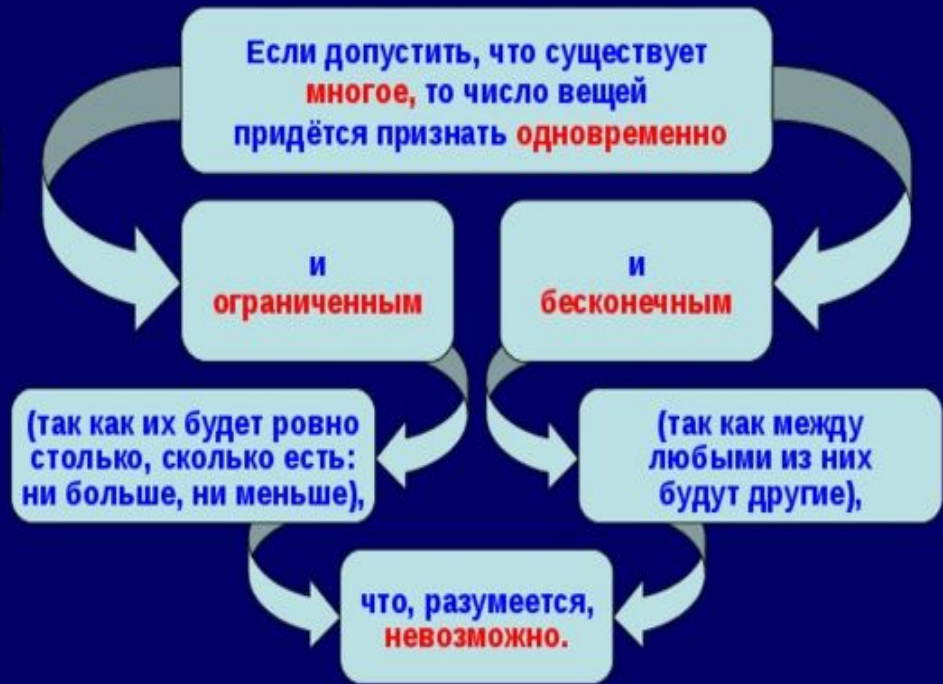 Если допустить, что существует
многое, то число вещей
придётся признать одновременно
и
ограниченным
и
бесконечным
(так как их будет ровно
столько, сколько есть:
ни больше, ни меньше),
(так как между
любыми из них
будут другие),
что, разумеется,
невозможно.